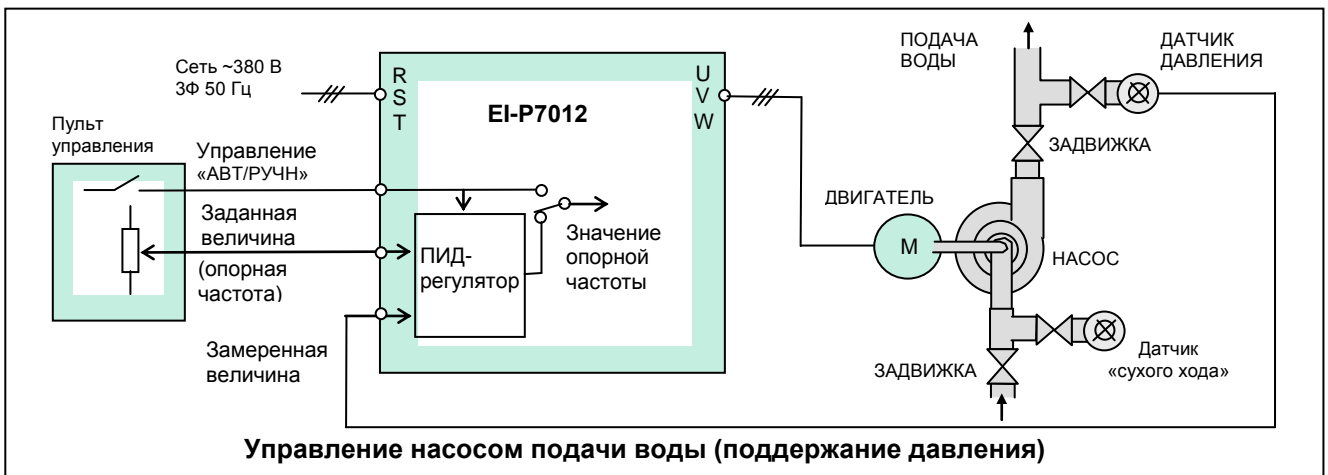 Сеть ~380 В
3Ф 50 Гц
R
S
T
EI-P7012
U
V
W
ПОДАЧА
ВОДЫ
ДАТЧИК
ДАВЛЕНИЯ
Пульт
управления
Управление
«АВТ/РУЧН»
Заданная
величина
(опорная
частота)
Замеренная
величина
ПИД-
регулятор
Значение
опорной
частоты
ДВИГАТЕЛЬ
М
ЗАДВИЖКА
НАСОС
ЗАДВИЖКА
Датчик
«сухого хода»
Управление насосом подачи воды (поддержание давления)